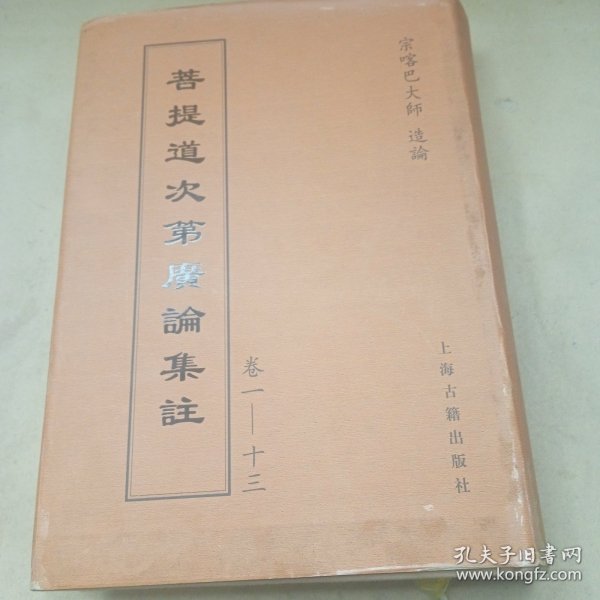 宗喀巴大師 造論
菩提道次第廣論集註
卷一——十三
上海古籍出版社
孔夫子旧書网
www.kongfz.com